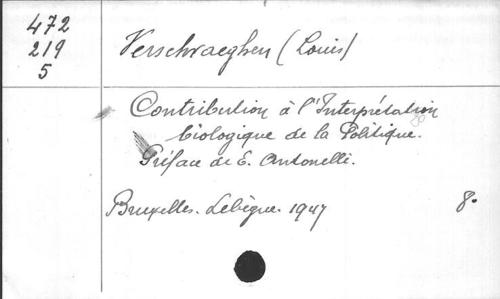 472
219
5
Verschraeghen (Louis)
Contribution à l'Interprétation
biologique de la Politique.
Préface de E. Antonelli.
Bruxelles. Lebègue. 1947 8°